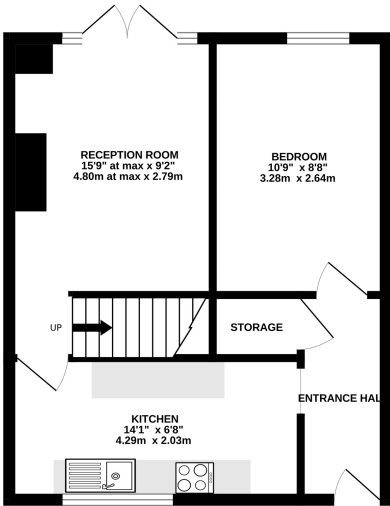 RECEPTION ROOM
15'9" at max x 9'2"
4.80m at max x 2.79m
BEDROOM
10'9" x 8'8"
3.28m x 2.64m
UP
STORAGE
ENTRANCE HAL
KITCHEN
14'1" x 6'8"
4.29m x 2.03m